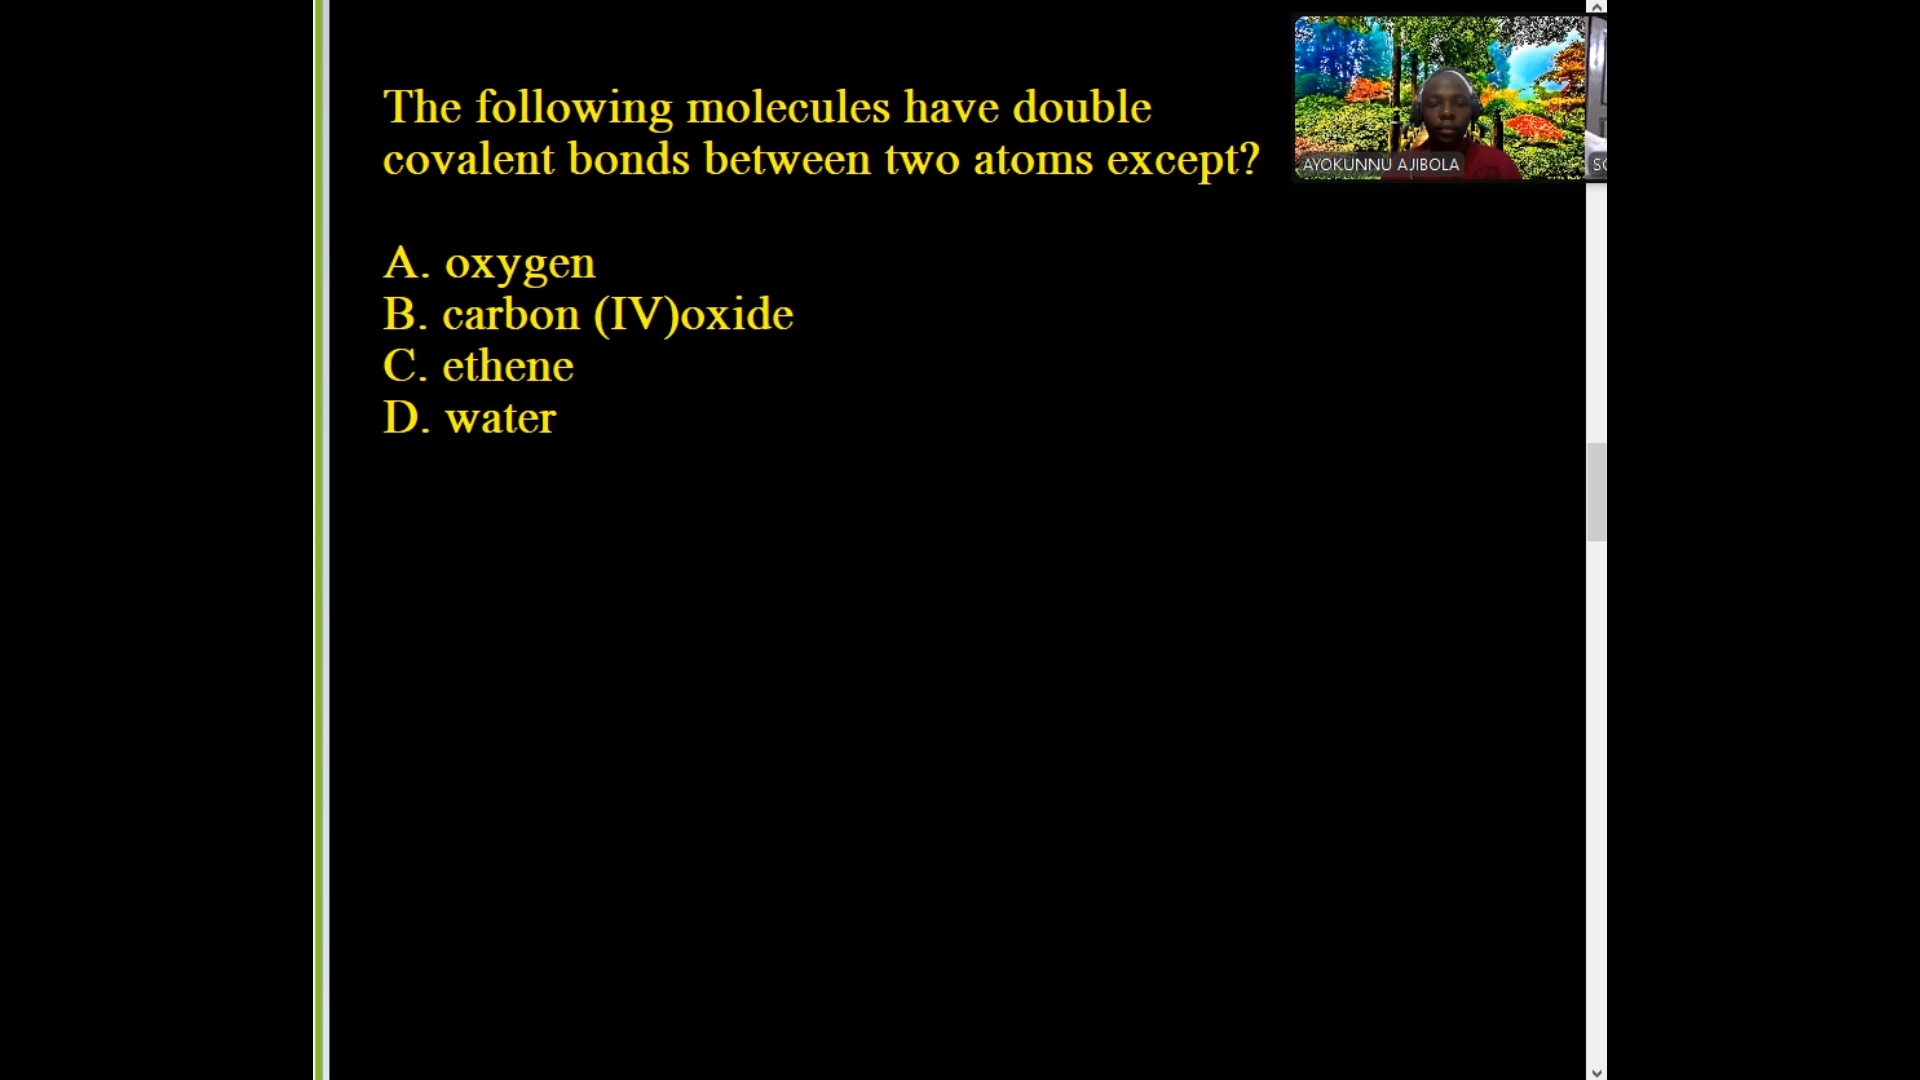 The following molecules have double
covalent bonds between two atoms except?
A. oxygen
B. carbon (IV)oxide
C. ethene
D. water
AYOKUNNU AJIBOLA